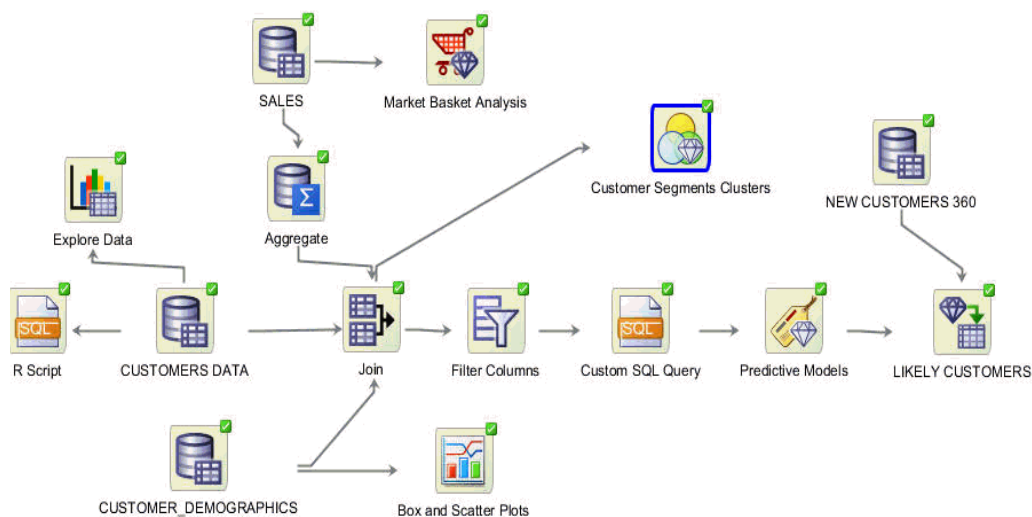 SALES
Market Basket Analysis
Customer Segments Clusters
NEW CUSTOMERS 360
Explore Data
Σ
Aggregate
SQL
R Script
CUSTOMERS DATA
Join
Filter Columns
SQL
Custom SQL Query
Predictive Models
LIKELY CUSTOMERS
CUSTOMER_DEMOGRAPHICS
Box and Scatter Plots